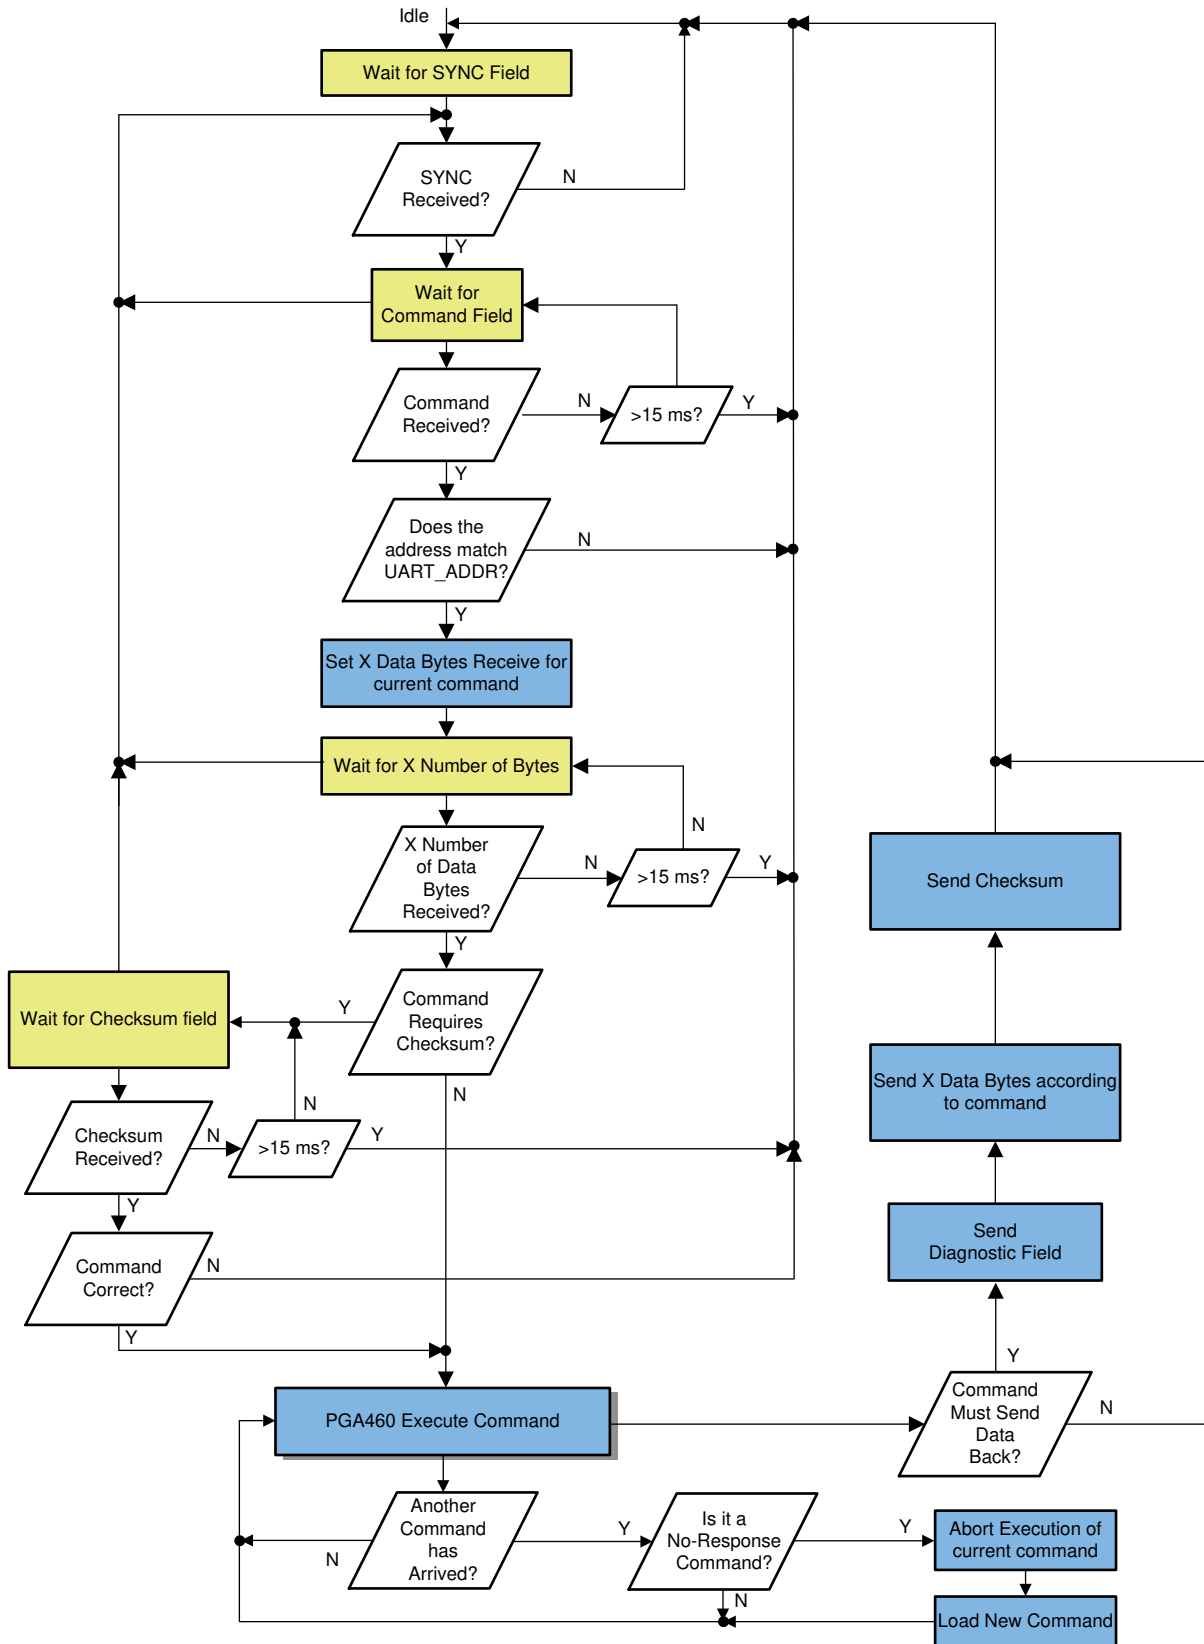 Idle
Wait for SYNC Field
SYNC
Received?
N
Y
Wait for
Command Field
Command
Received?
N
>15 ms?
Y
Y
Does the
address match
UART_ADDR?
N
Y
Set X Data Bytes Receive for
current command
Wait for X Number of Bytes
X Number
of Data
Bytes
Received?
N
>15 ms?
N
Y
Y
Command
Requires
Checksum?
Y
N
Wait for Checksum field
Checksum
Received?
N
>15 ms?
N
Y
Y
Command
Correct?
N
Y
PGA460 Execute Command
Another
Command
has
Arrived?
N
Y
Is it a
No-Response
Command?
Y
N
Abort Execution of
current command
Load New Command
Command
Must Send
Data
Back?
N
Y
Send
Diagnostic Field
Send X Data Bytes according
to command
Send Checksum